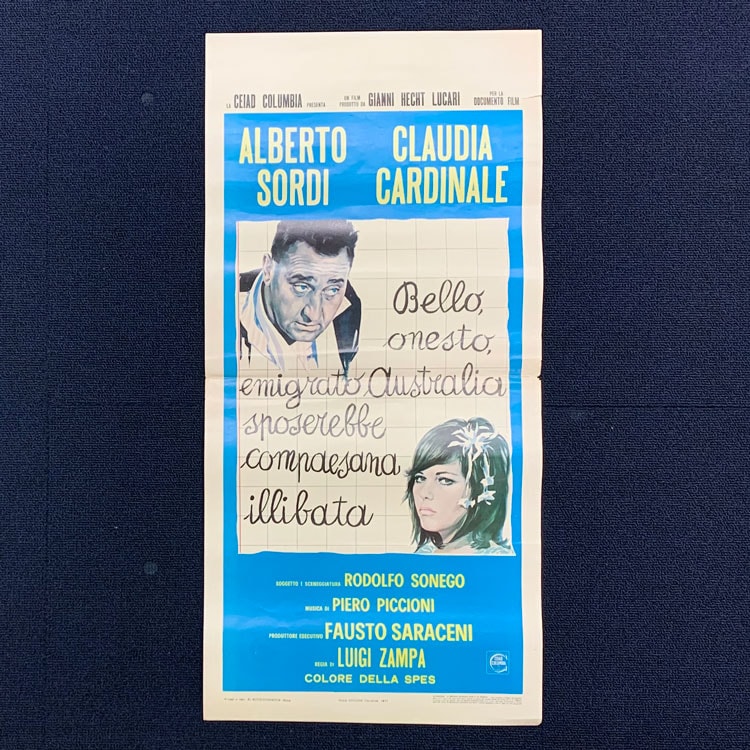 LA CEIAD COLUMBIA PRESENTA
UN FILM PRODOTTO DA GIANNI HECHT LUCARI
PER LA DOCUMENTO FILM
ALBERTO SORDI
CLAUDIA CARDINALE
Bello,
onesto,
emigrato Australia
sposerebbe
compaesana
illibata
SOGGETTO E SCENEGGIATURA RODOLFO SONEGO
MUSICA DI PIERO PICCIONI
PRODUTTORE ESECUTIVO FAUSTO SARACENI
REGIA DI LUIGI ZAMPA
COLORE DELLA SPES
CEIAD COLUMBIA